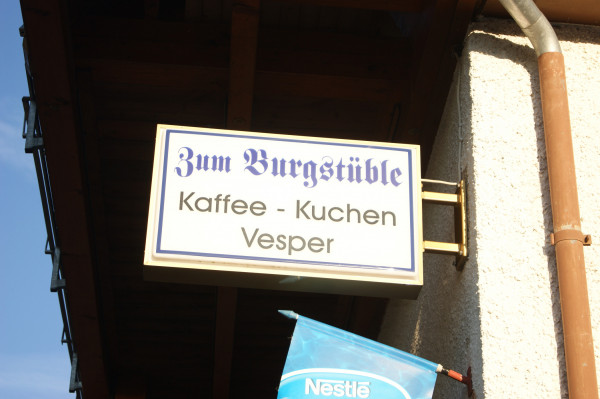 Zum Burgstüble
Kaffee - Kuchen
Vesper
Nestlé